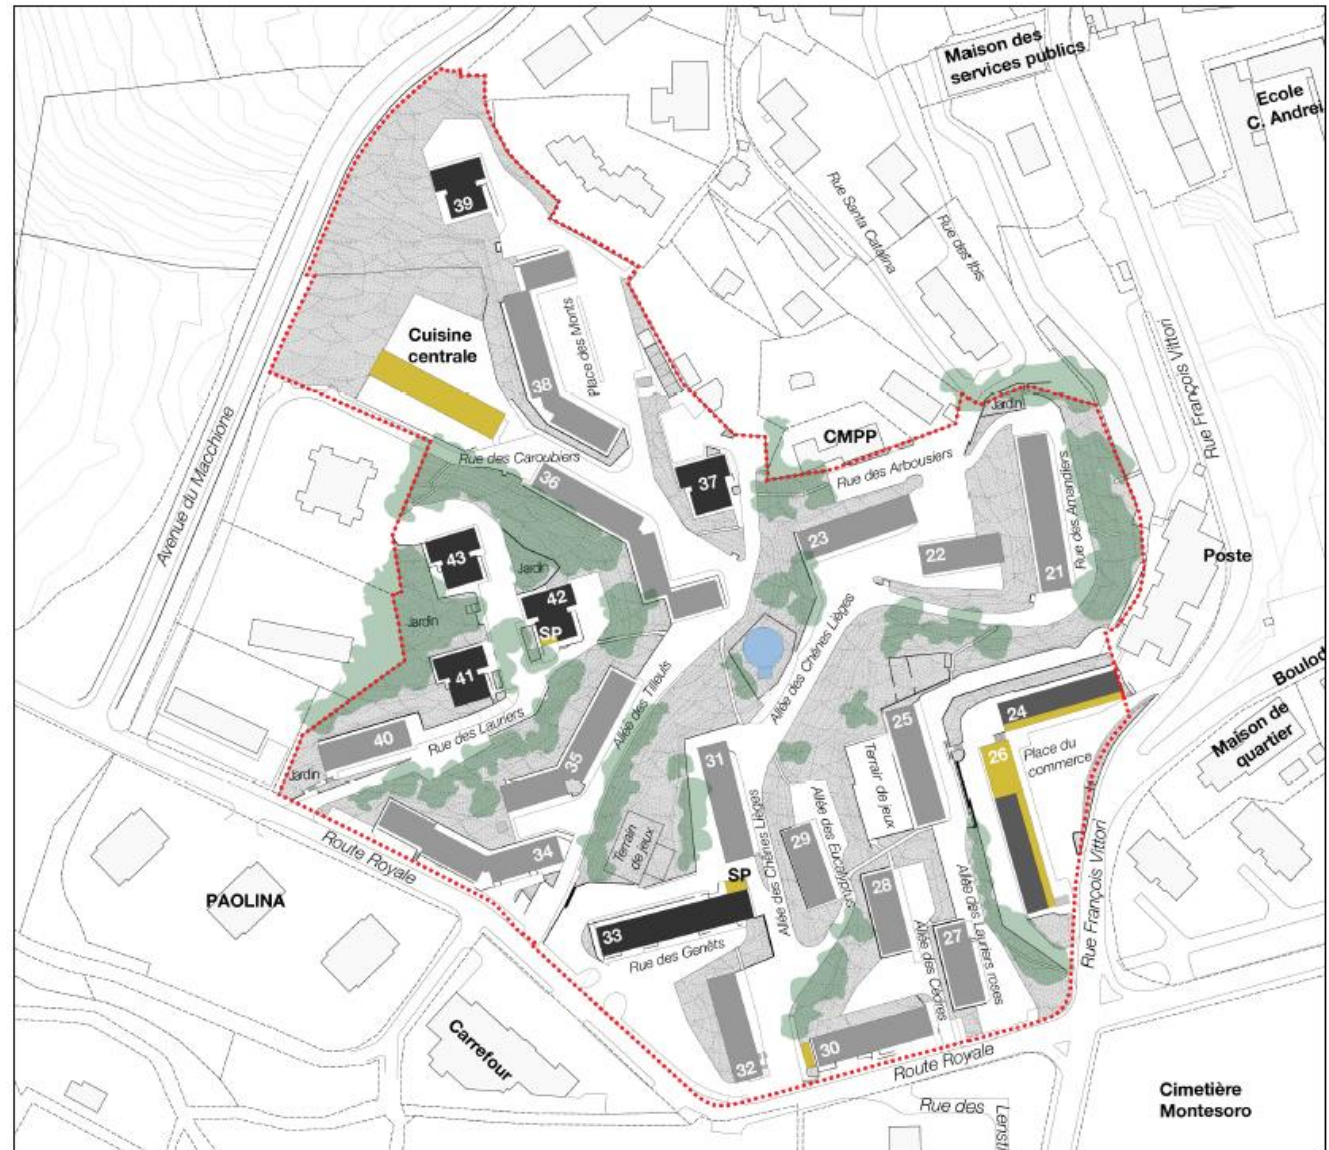 Maison des
services publics
Ecole
C. Andrei
39
Rue Santa Catalina
Rue des Ibis
Place des Monts
Cuisine
centrale
38
Rue François Vittori
Avenue du Macchione
Jardin
CMPP
Rue des Caroubiers
Rue des Arbousiers
36
37
Rue des Amandiers
23
22
21
Poste
43
Jardin
42
SP
Jardin
41
Allée des Chênes Lièges
Allée des Tilleuls
Boulod
Maison de
quartier
40
Rue des Lauriers
25
24
26
Place du
commerce
Jardin
35
31
Terrain de jeux
Route Royale
34
Terrain
de jeux
Allée des Chênes Lièges
29
Allée des Eucalyptus
SP
28
PAOLINA
33
Rue des Genêts
27
Allée des Cèdres
Allée des Lauriers roses
Rue François Vittori
Carrefour
32
30
Route Royale
Rue des
Cimetière
Montesoro